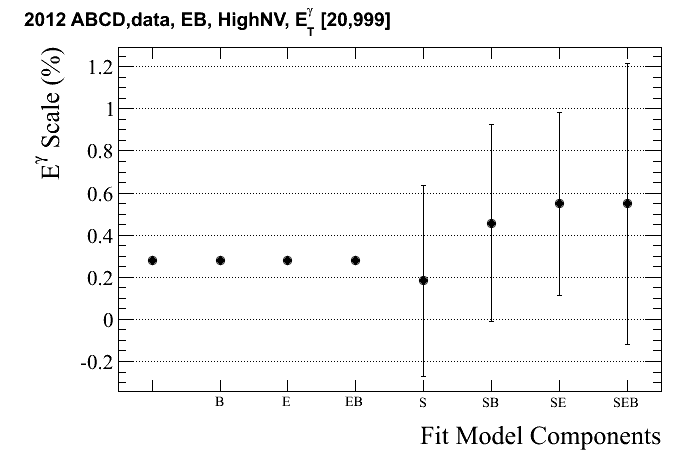 2012 ABCD,data, EB, HighNV, E_T^γ [20,999]
E^γ Scale (%)
1.2
1
0.8
0.6
0.4
0.2
0
-0.2
B E EB S SB SE SEB
Fit Model Components